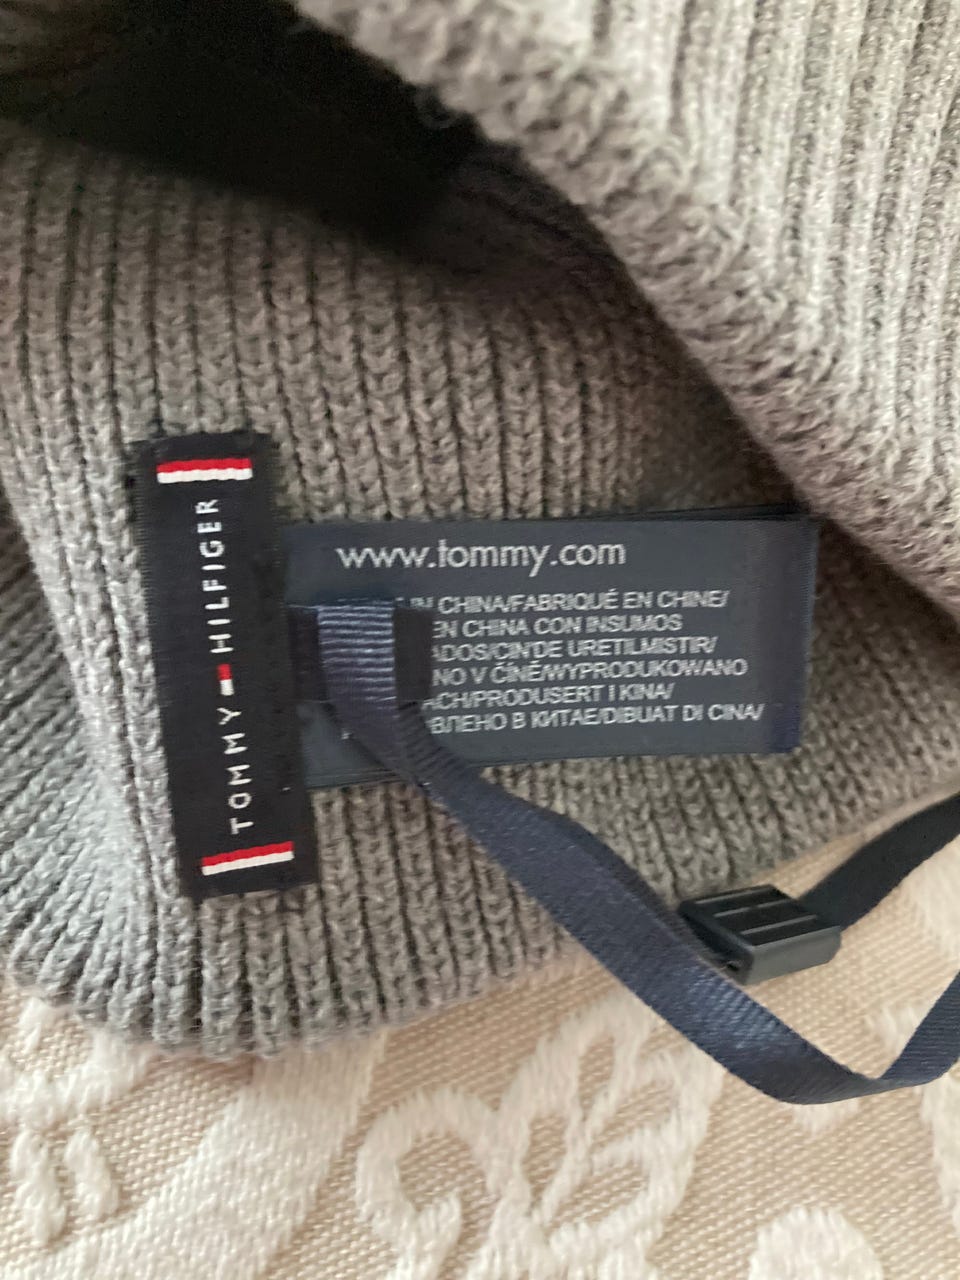 TOMMY HILFIGER
www.tommy.com
IN CHINA/FABRIQUÉ EN CHINE/
EN CHINA CON INSUMOS
ADOS/CIN'DE URETILMISTIR/
NO V ČÍNĚ/WYPRODUKOWANO
ACH/PRODUSERT I KINA/
ВЛЕНО В КИТАЕ/DIBUAT DI CINA/